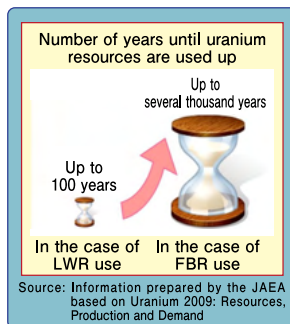 Number of years until uranium
resources are used up
Up to
several thousand years
Up to
100 years
In the case of
LWR use
In the case of
FBR use
Source: Information prepared by the JAEA
based on Uranium 2009: Resources,
Production and Demand